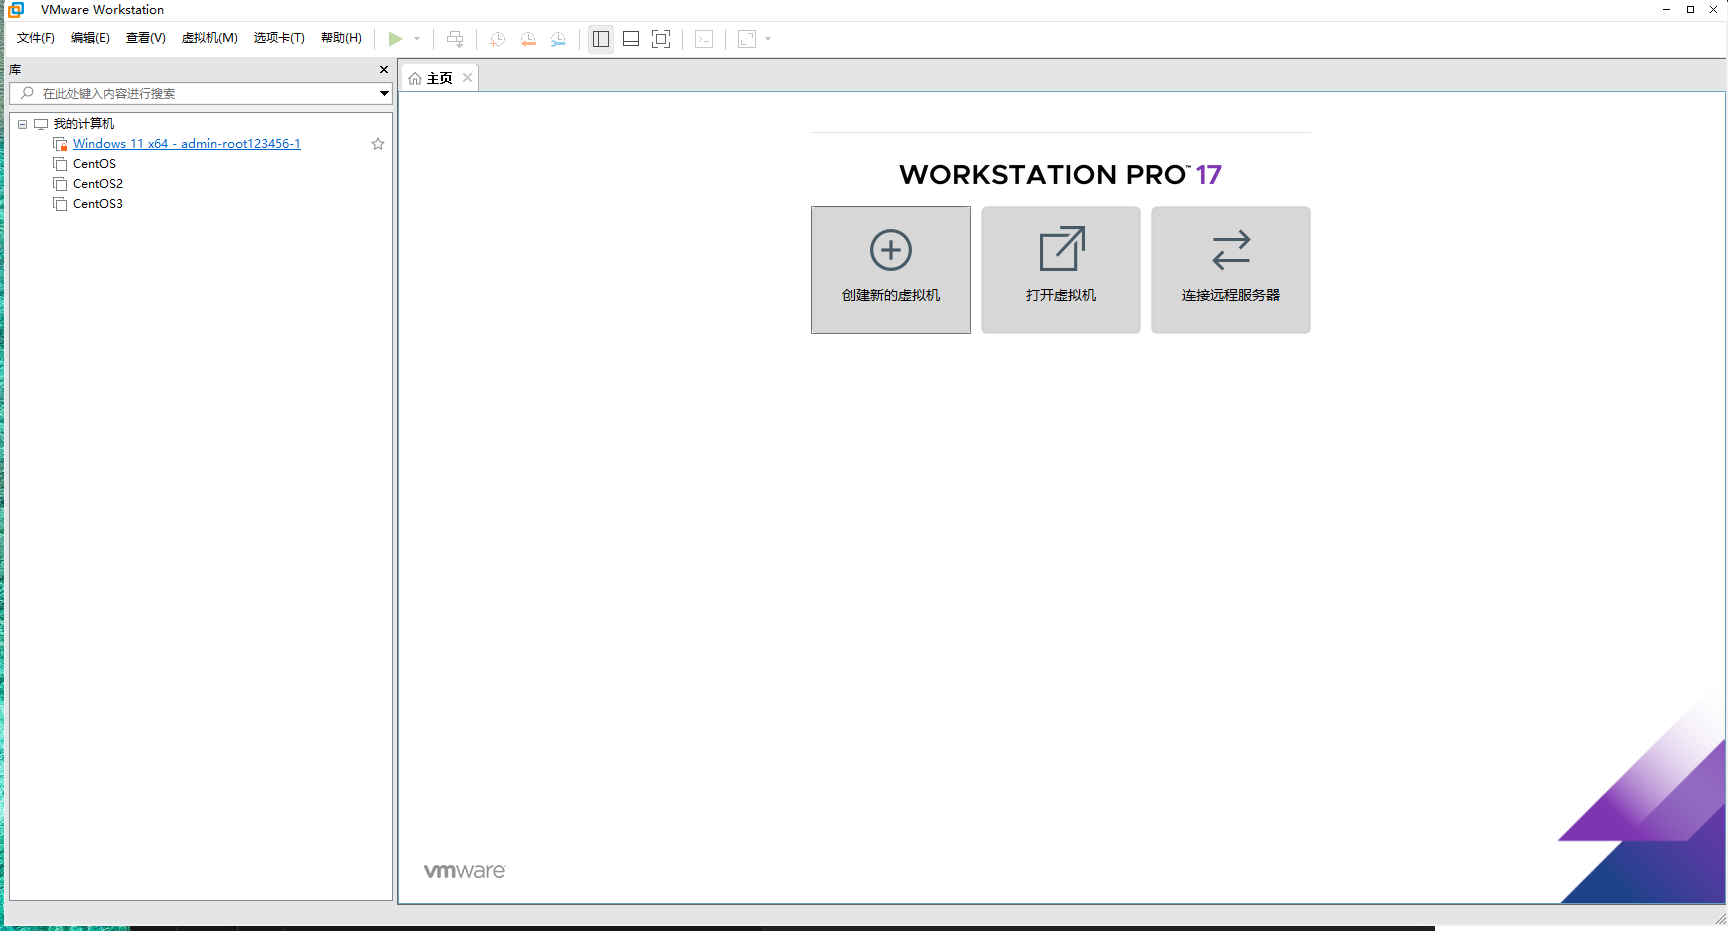 VMware Workstation
文件(F) 编辑(E) 查看(V) 虚拟机(M) 选项卡(T) 帮助(H)
库
在此处键入内容进行搜索
我的计算机
Windows 11 x64 - admin-root123456-1
CentOS
CentOS2
CentOS3
主页
WORKSTATION PRO™ 17
创建新的虚拟机
打开虚拟机
连接远程服务器
vmware